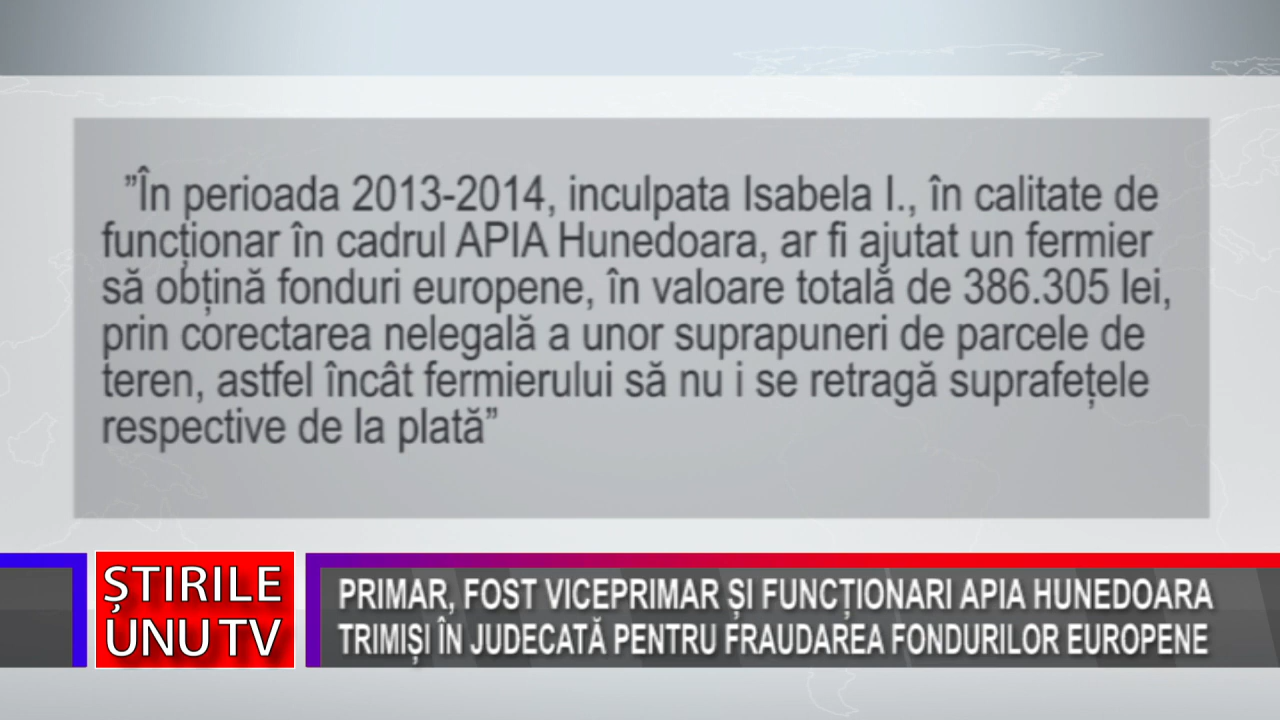 ”În perioada 2013-2014, inculpata Isabela I., în calitate de
funcționar în cadrul APIA Hunedoara, ar fi ajutat un fermier
să obțină fonduri europene, în valoare totală de 386.305 lei,
prin corectarea nelegală a unor suprapuneri de parcele de
teren, astfel încât fermierului să nu i se retragă suprafețele
respective de la plată”
ȘTIRILE
UNU TV
PRIMAR, FOST VICEPRIMAR ȘI FUNCȚIONARI APIA HUNEDOARA
TRIMIȘI ÎN JUDECATĂ PENTRU FRAUDAREA FONDURILOR EUROPENE